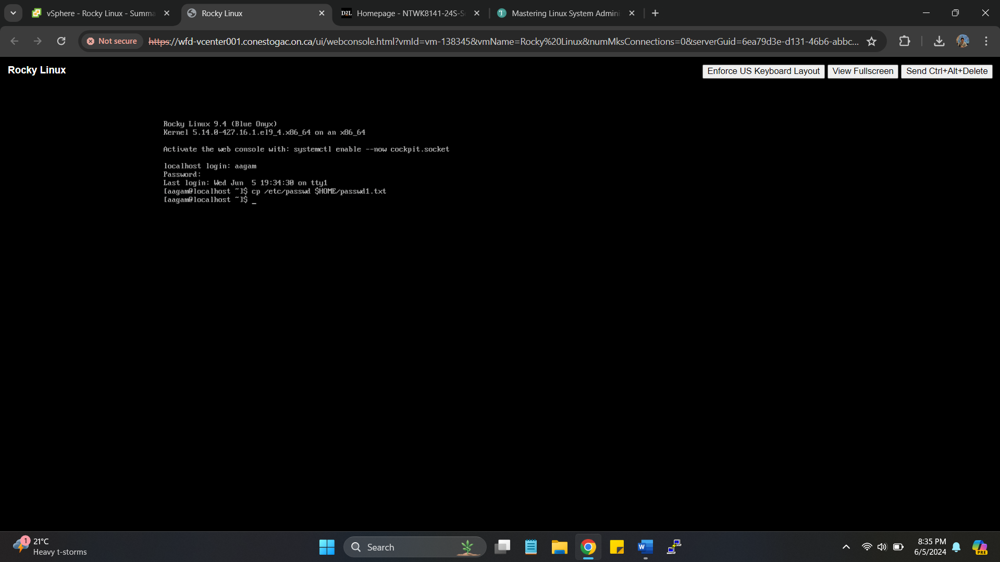 vSphere - Rocky Linux - Summa
Rocky Linux
D2L
Homepage - NTWK8141-24S-S
T
Mastering Linux System Admini
Not secure
https://wfd-vcenter001.conestogac.on.ca/ui/webconsole.html?vmId=vm-138345&vmName=Rocky%20Linux&numMksConnections=0&serverGuid=6ea79d3e-d131-46b6-abbc...
Rocky Linux
Enforce US Keyboard Layout
View Fullscreen
Send Ctrl+Alt+Delete
Rocky Linux 9.4 (Blue Onyx)
Kernel 5.14.0-427.16.1.el9_4.x86_64 on an x86_64
Activate the web console with: systemctl enable --now cockpit.socket
localhost login: aagam
Password:
Last login: Wed Jun  5 19:34:30 on tty1
[aagam@localhost ~]$ cp /etc/passwd $HOME/passwd1.txt
[aagam@localhost ~]$ _
1
21°C
Heavy t-storms
Search
W
8:35 PM
6/5/2024
PRE